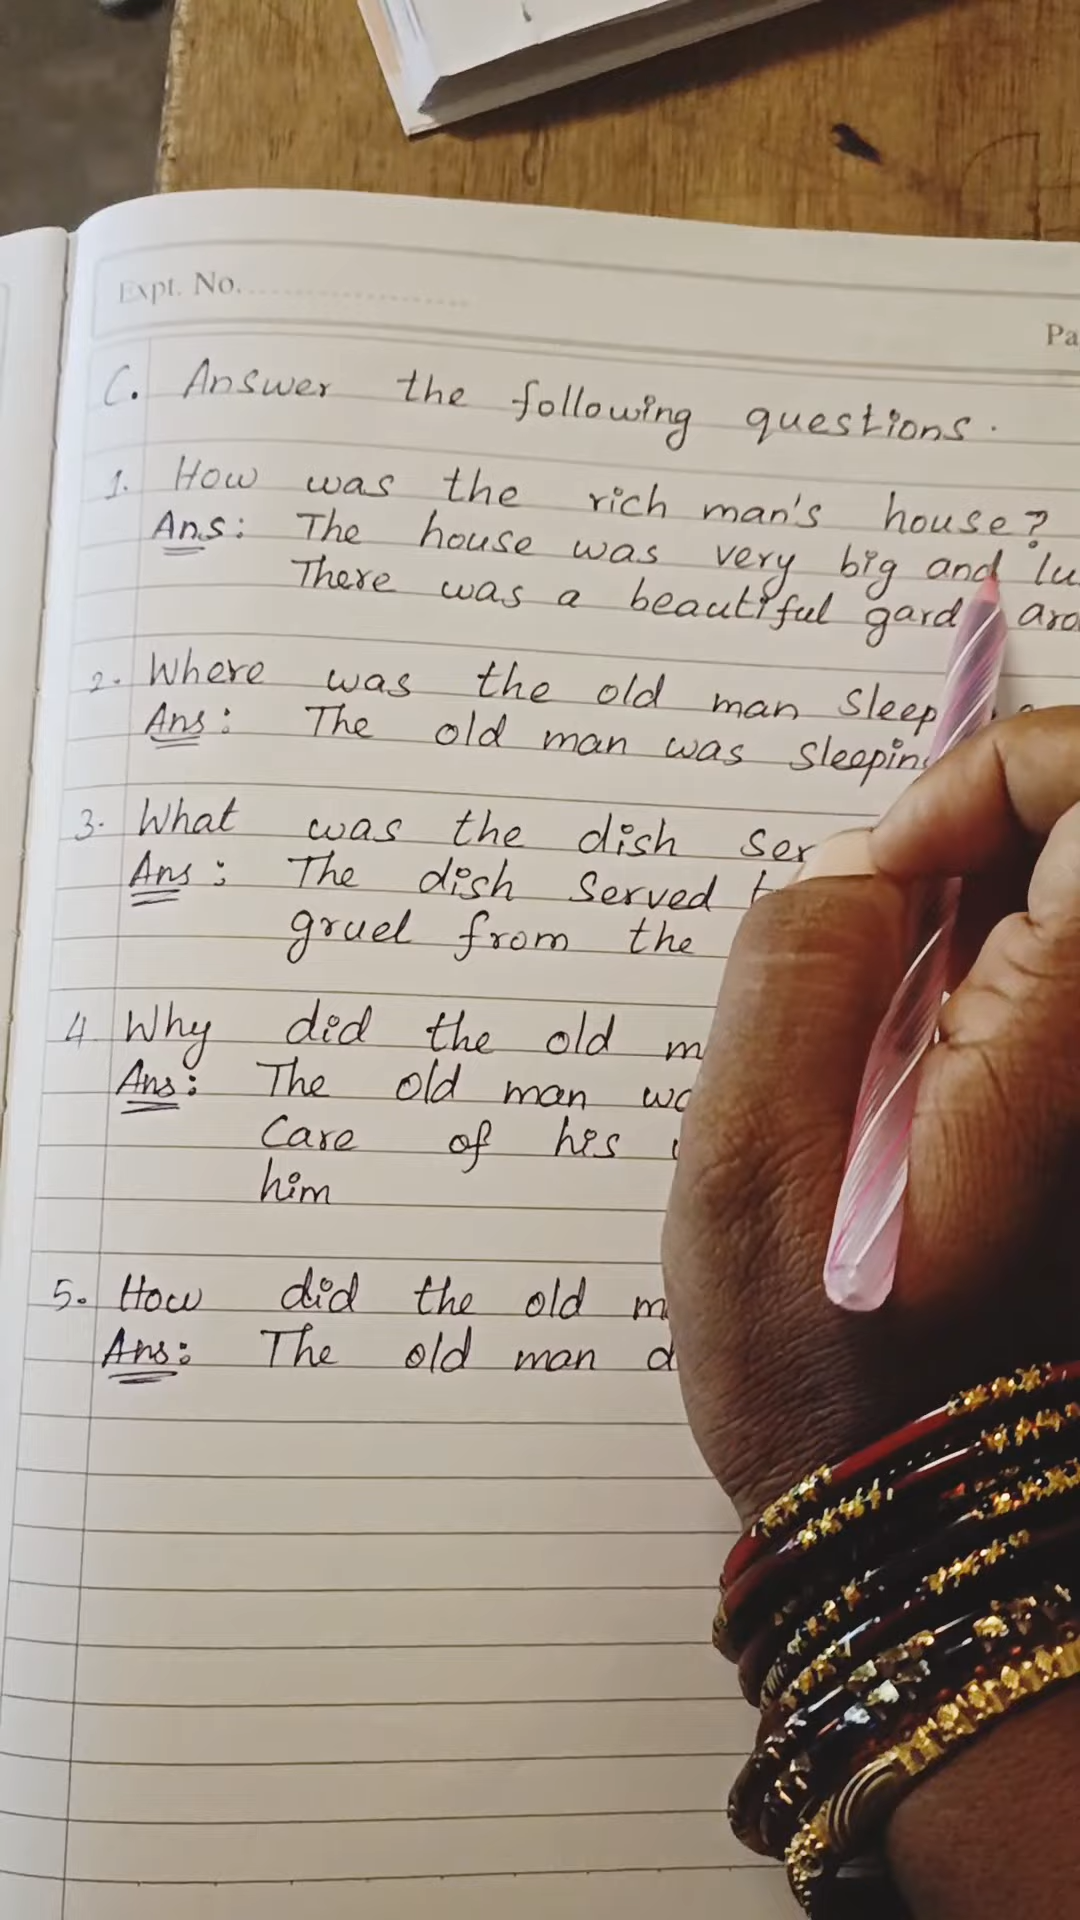 Expt. No.
C. Answer the following questions.
1. How was the rich man's house?
Ans: The house was very big and
There was a beautiful
2. Where was the old man
Ans: The old man was
3. What was the dish
Ans: The dish served
gruel from the
4 Why did the old
Ans: The old man
Care of his
him
5. How did the old
Ans: The old man